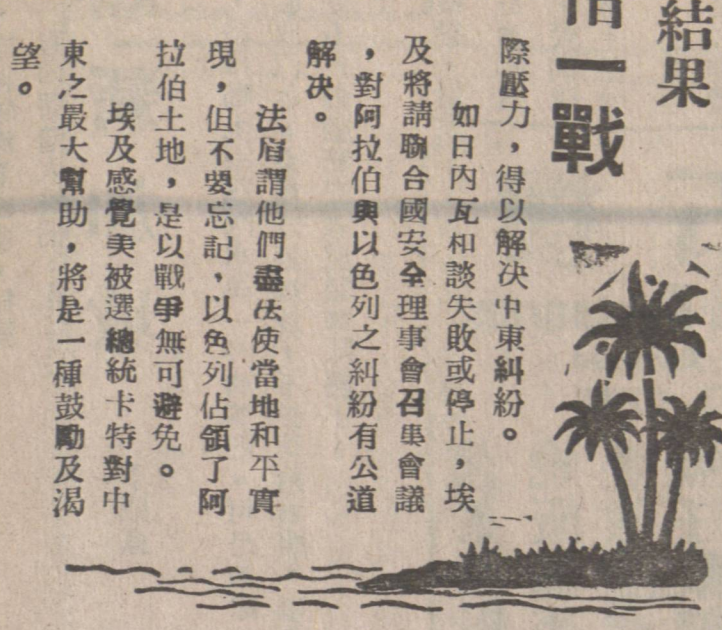 結果
惜一戰
際壓力，得以解决中東糾紛。
如日內瓦和談失敗或停止，埃
及將請聯合國安全理事會召集會議
，對阿拉伯與以色列之糾紛有公道
解决。
法眉謂他們盡法使當地和平實
現，但不要忘記，以色列佔領了阿
拉伯土地，是以戰爭無可避免。
埃及感覺美被選總統卡特對中
東之最大幫助，將是一種鼓勵及渴
望。